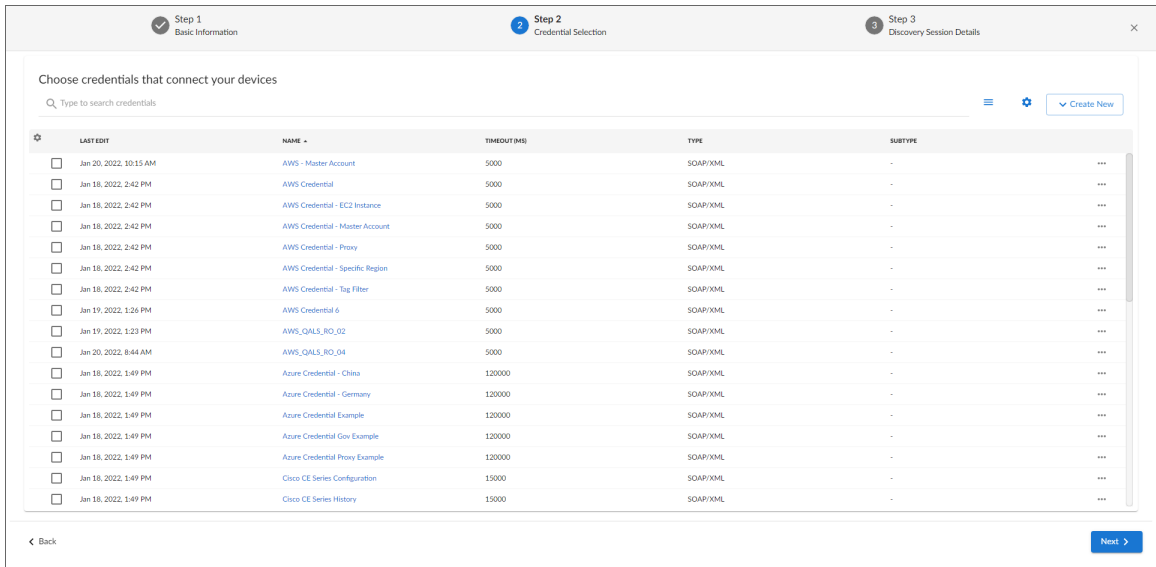 Step 1
Basic Information
2
Step 2
Credential Selection
3
Step 3
Discovery Session Details
Choose credentials that connect your devices
Type to search credentials
Create New
LAST EDIT NAME TIMEOUT (MS) TYPE SUBTYPE
Jan 20, 2022, 10:15 AM AWS - Master Account 5000 SOAP/XML -
Jan 18, 2022, 2:42 PM AWS Credential 5000 SOAP/XML -
Jan 18, 2022, 2:42 PM AWS Credential - EC2 Instance 5000 SOAP/XML -
Jan 18, 2022, 2:42 PM AWS Credential - Master Account 5000 SOAP/XML -
Jan 18, 2022, 2:42 PM AWS Credential - Proxy 5000 SOAP/XML -
Jan 18, 2022, 2:42 PM AWS Credential - Specific Region 5000 SOAP/XML -
Jan 18, 2022, 2:42 PM AWS Credential - Tag Filter 5000 SOAP/XML -
Jan 19, 2022, 1:26 PM AWS Credential 6 5000 SOAP/XML -
Jan 19, 2022, 1:23 PM AWS_QALS_RO_02 5000 SOAP/XML -
Jan 20, 2022, 8:44 AM AWS_QALS_RO_04 5000 SOAP/XML -
Jan 18, 2022, 1:49 PM Azure Credential - China 120000 SOAP/XML -
Jan 18, 2022, 1:49 PM Azure Credential - Germany 120000 SOAP/XML -
Jan 18, 2022, 1:49 PM Azure Credential Example 120000 SOAP/XML -
Jan 18, 2022, 1:49 PM Azure Credential Gov Example 120000 SOAP/XML -
Jan 18, 2022, 1:49 PM Azure Credential Proxy Example 120000 SOAP/XML -
Jan 18, 2022, 1:49 PM Cisco CE Series Configuration 15000 SOAP/XML -
Jan 18, 2022, 1:49 PM Cisco CE Series History 15000 SOAP/XML -
Back
Next